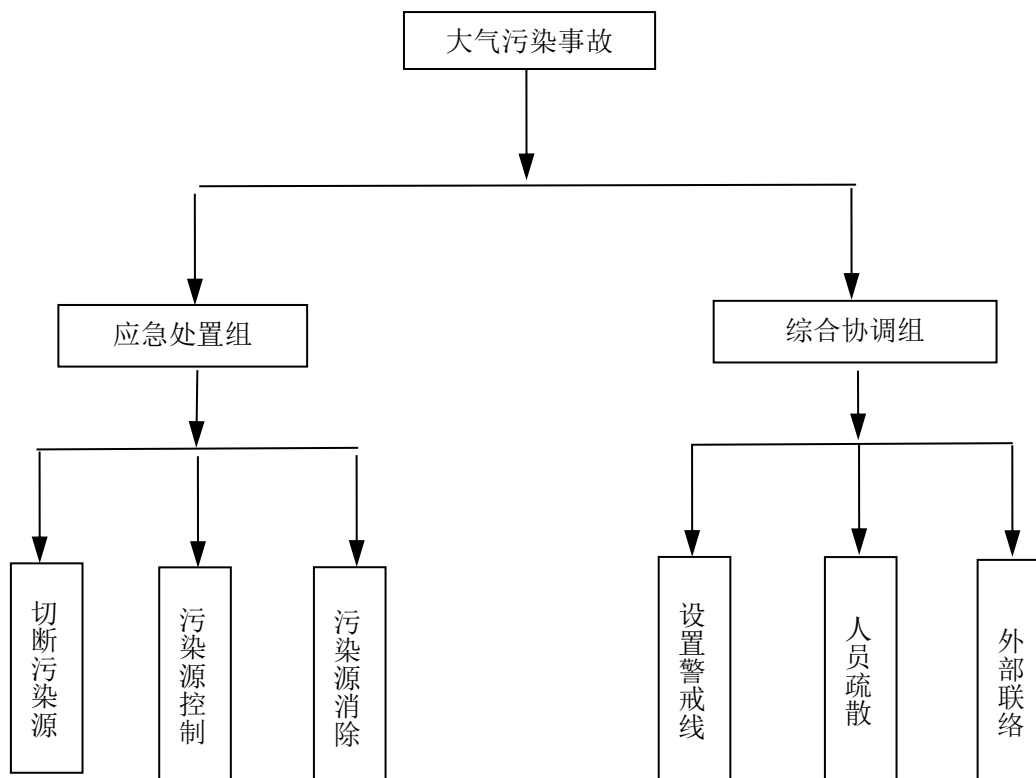 大气污染事故
应急处置组
综合协调组
切断污染源
污染源控制
污染源消除
设置警戒线
人员疏散
外部联络